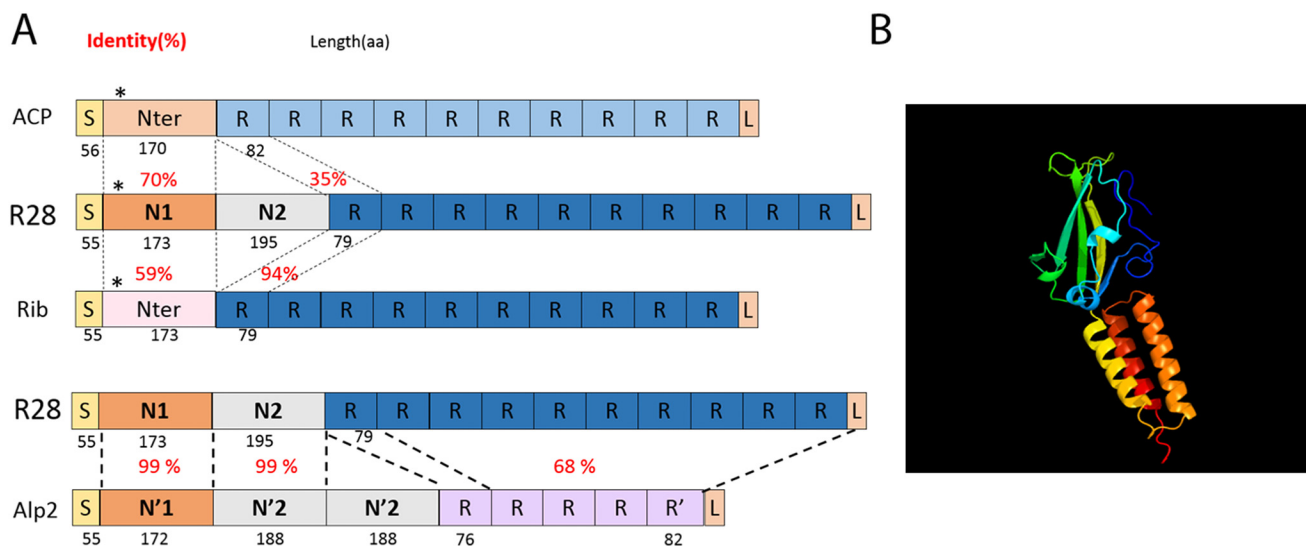 A
B
Identity(%)
Length(aa)
*
ACP S Nter R R R R R R R R R R L
56 170 82
* 70% 35%
R28 S N1 N2 R R R R R R R R R R L
55 173 195 79
* 59% 94%
Rib S Nter R R R R R R R R R R L
55 173 79
R28 S N1 N2 R R R R R R R R R R L
55 173 195 79
99 % 99 % 68 %
Alp2 S N’1 N’2 N’2 R R R R R’ L
55 172 188 188 76 82